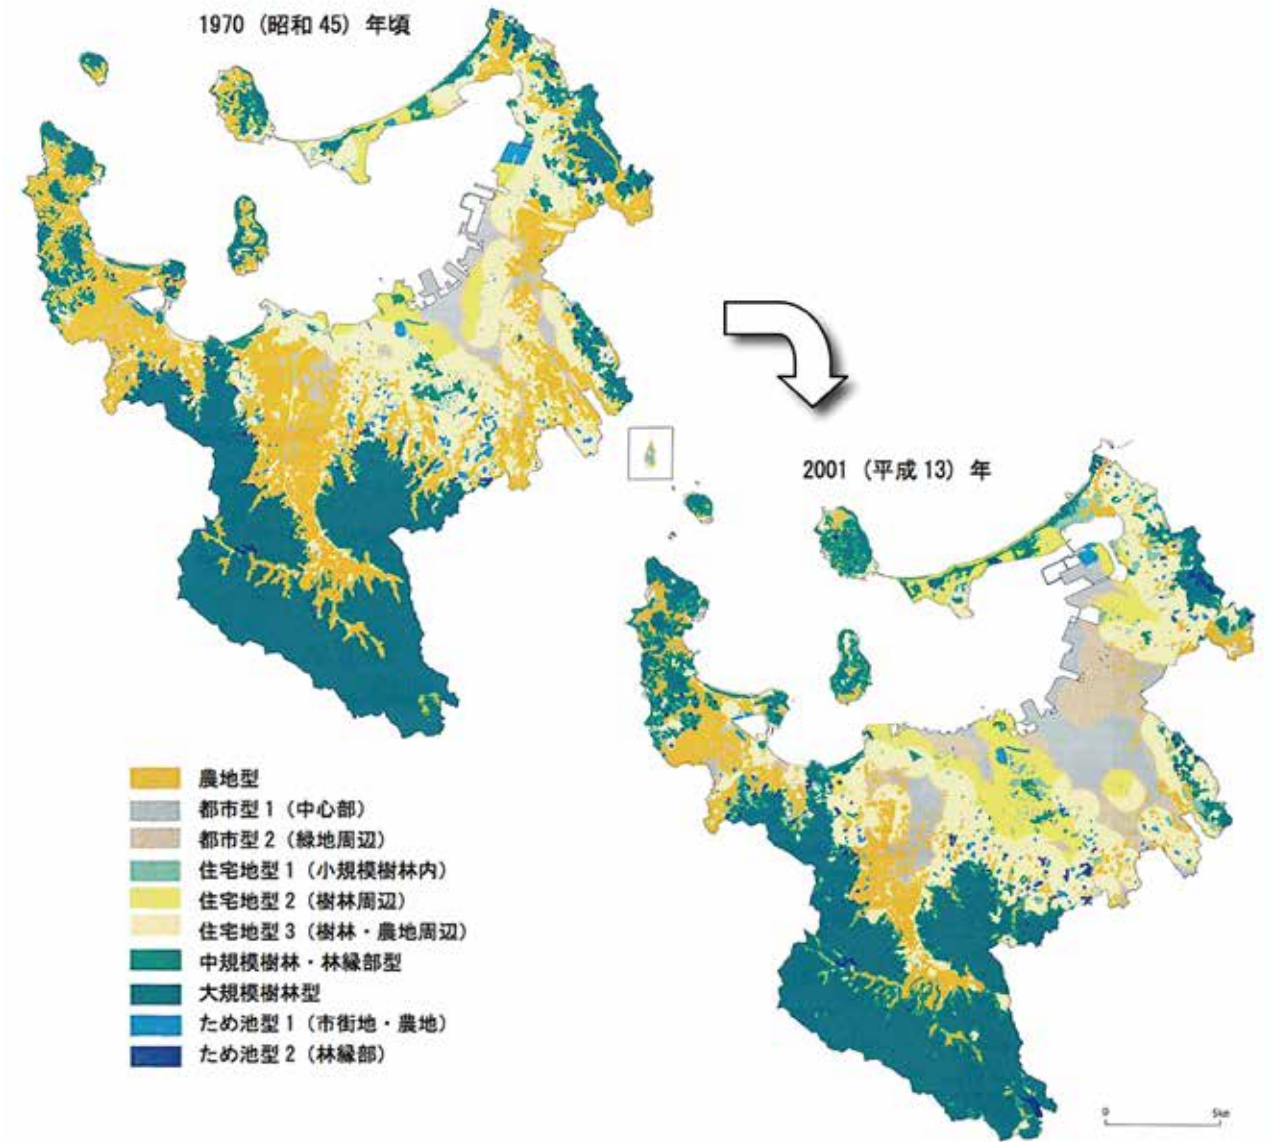 1970（昭和 45）年頃
2001（平成 13）年
農地型
都市型 1（中心部）
都市型 2（緑地周辺）
住宅地型 1（小規模樹林内）
住宅地型 2（樹林周辺）
住宅地型 3（樹林・農地周辺）
中規模樹林・林縁部型
大規模樹林型
ため池型 1（市街地・農地）
ため池型 2（林縁部）
0 5km